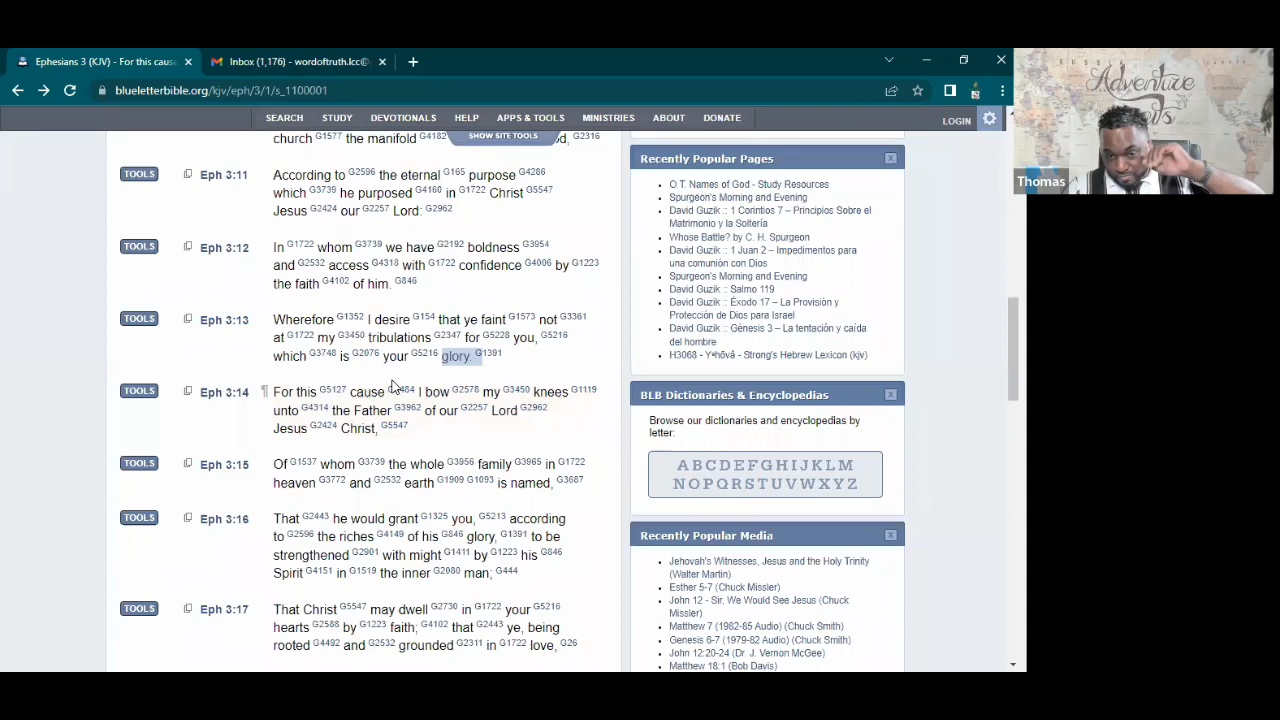 Ephesians 3 (KJV) - For this caus
Inbox (1,176) - wordoftruth.lcc@
blueletterbible.org/kjv/eph/3/1/s_1100001
SEARCH STUDY DEVOTIONALS HELP APPS & TOOLS MINISTRIES ABOUT DONATE LOGIN
SHOW SITE TOOLS
church G1577 the manifold G4182 d, G2316
TOOLS Eph 3:11 According to G2596 the eternal G165 purpose G4286
which G3739 he purposed G4160 in G1722 Christ G5547
Jesus G2424 our G2257 Lord: G2962
TOOLS Eph 3:12 In G1722 whom G3739 we have G2192 boldness G3954
and G2532 access G4318 with G1722 confidence G4006 by G1223
the faith G4102 of him. G846
TOOLS Eph 3:13 Wherefore G1352 I desire G154 that ye faint G1573 not G3361
at G1722 my G3450 tribulations G2347 for G5228 you, G5216
which G3748 is G2076 your G5216 glory. G1391
TOOLS ¶ Eph 3:14 For this G5127 cause G484 I bow G2578 my G3450 knees G1119
unto G4314 the Father G3962 of our G2257 Lord G2962
Jesus G2424 Christ, G5547
TOOLS Eph 3:15 Of G1537 whom G3739 the whole G3956 family G3965 in G1722
heaven G3772 and G2532 earth G1909 G1093 is named, G3687
TOOLS Eph 3:16 That G2443 he would grant G1325 you, G5213 according
to G2596 the riches G4149 of his G846 glory, G1391 to be
strengthened G2901 with might G1411 by G1223 his G846
Spirit G4151 in G1519 the inner G2080 man; G444
TOOLS Eph 3:17 That Christ G5547 may dwell G2730 in G1722 your G5216
hearts G2588 by G1223 faith; G4102 that G2443 ye, being
rooted G4492 and G2532 grounded G2311 in G1722 love, G26
Recently Popular Pages
O.T. Names of God - Study Resources
Spurgeon's Morning and Evening
David Guzik :: 1 Corintios 7 – Principios Sobre el
Matrimonio y la Soltería
Whose Battle? by C. H. Spurgeon
David Guzik :: 1 Juan 2 – Impedimentos para
una comunión con Dios
Spurgeon's Morning and Evening
David Guzik :: Salmo 119
David Guzik :: Éxodo 17 – La Provisión y
Protección de Dios para Israel
David Guzik :: Génesis 3 – La tentación y caída
del hombre
H3068 - Yᵊhōvâ - Strong's Hebrew Lexicon (kjv)
BLB Dictionaries & Encyclopedias
Browse our dictionaries and encyclopedias by
letter:
A B C D E F G H I J K L M
N O P Q R S T U V W X Y Z
Recently Popular Media
Jehovah's Witnesses, Jesus and the Holy Trinity
(Walter Martin)
Esther 5-7 (Chuck Missler)
John 12 - Sir, We Would See Jesus (Chuck
Missler)
Matthew 7 (1982-85 Audio) (Chuck Smith)
Genesis 6-7 (1979-82 Audio) (Chuck Smith)
John 12:20-24 (Dr. J. Vernon McGee)
Matthew 18:1 (Bob Davis)
Adventure
Thomas